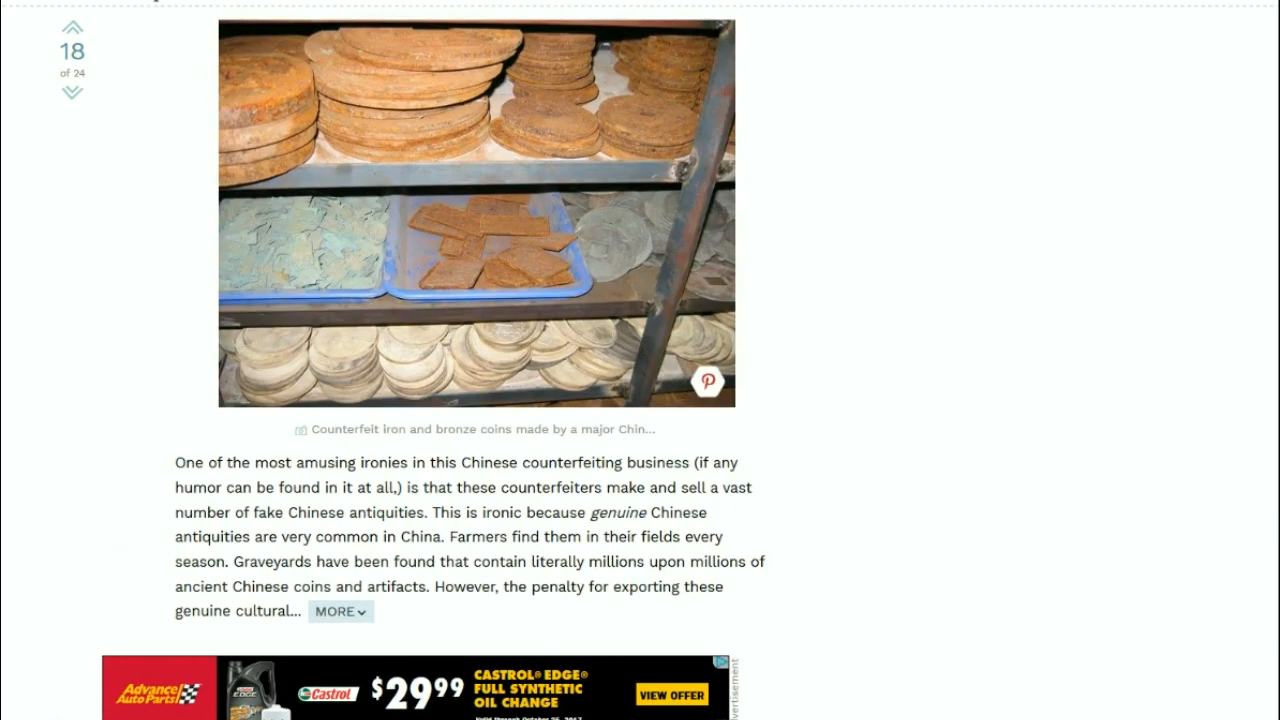 18
of 24
Counterfeit iron and bronze coins made by a major Chin...
One of the most amusing ironies in this Chinese counterfeiting business (if any
humor can be found in it at all,) is that these counterfeiters make and sell a vast
number of fake Chinese antiquities. This is ironic because genuine Chinese
antiquities are very common in China. Farmers find them in their fields every
season. Graveyards have been found that contain literally millions upon millions of
ancient Chinese coins and artifacts. However, the penalty for exporting these
genuine cultural... MORE
Advance
Auto Parts
EDGE
Castrol
$2999
CASTROL® EDGE®
FULL SYNTHETIC
OIL CHANGE
VIEW OFFER